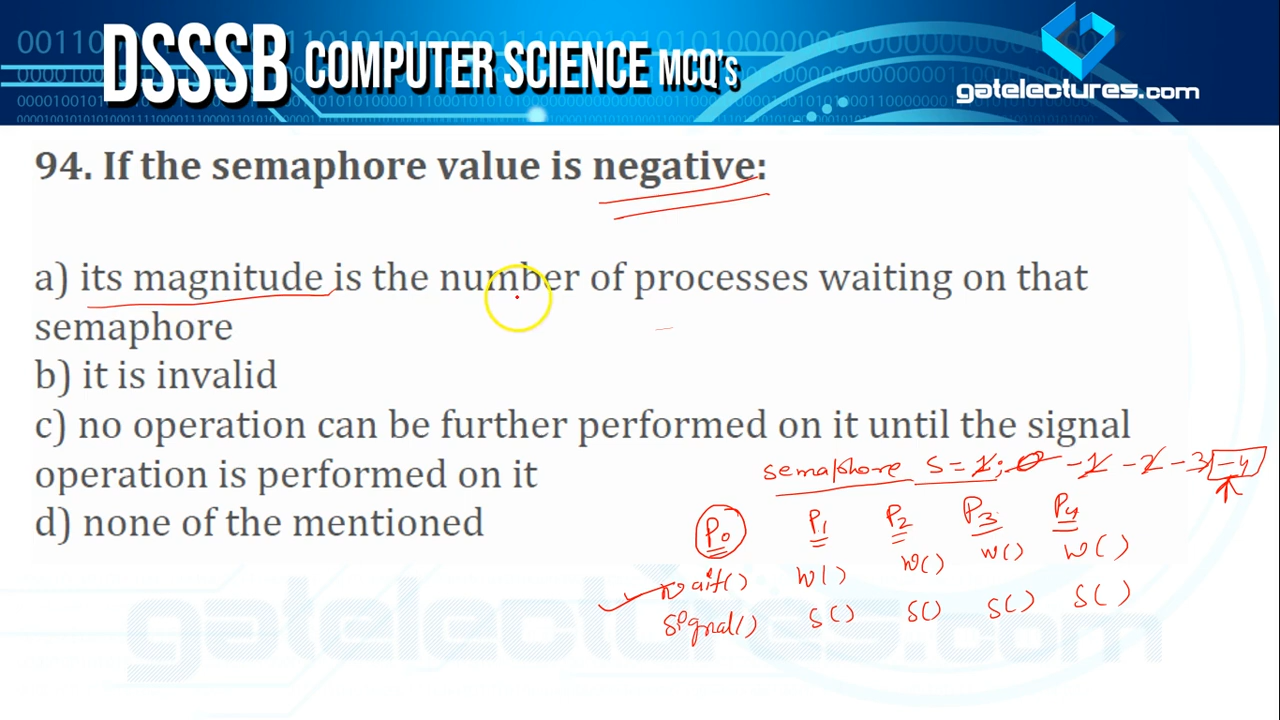 DSSSB COMPUTER SCIENCE MCQ's
gatelectures.com
94. If the semaphore value is negative:
a) its magnitude is the number of processes waiting on that
semaphore
b) it is invalid
c) no operation can be further performed on it until the signal
operation is performed on it
d) none of the mentioned
semaphore S = 1; 0 -1 -2 -3 -4
P0 P1 P2 P3 P4
wait() W() W() W() W()
signal() S() S() S() S()
gatelectures.com